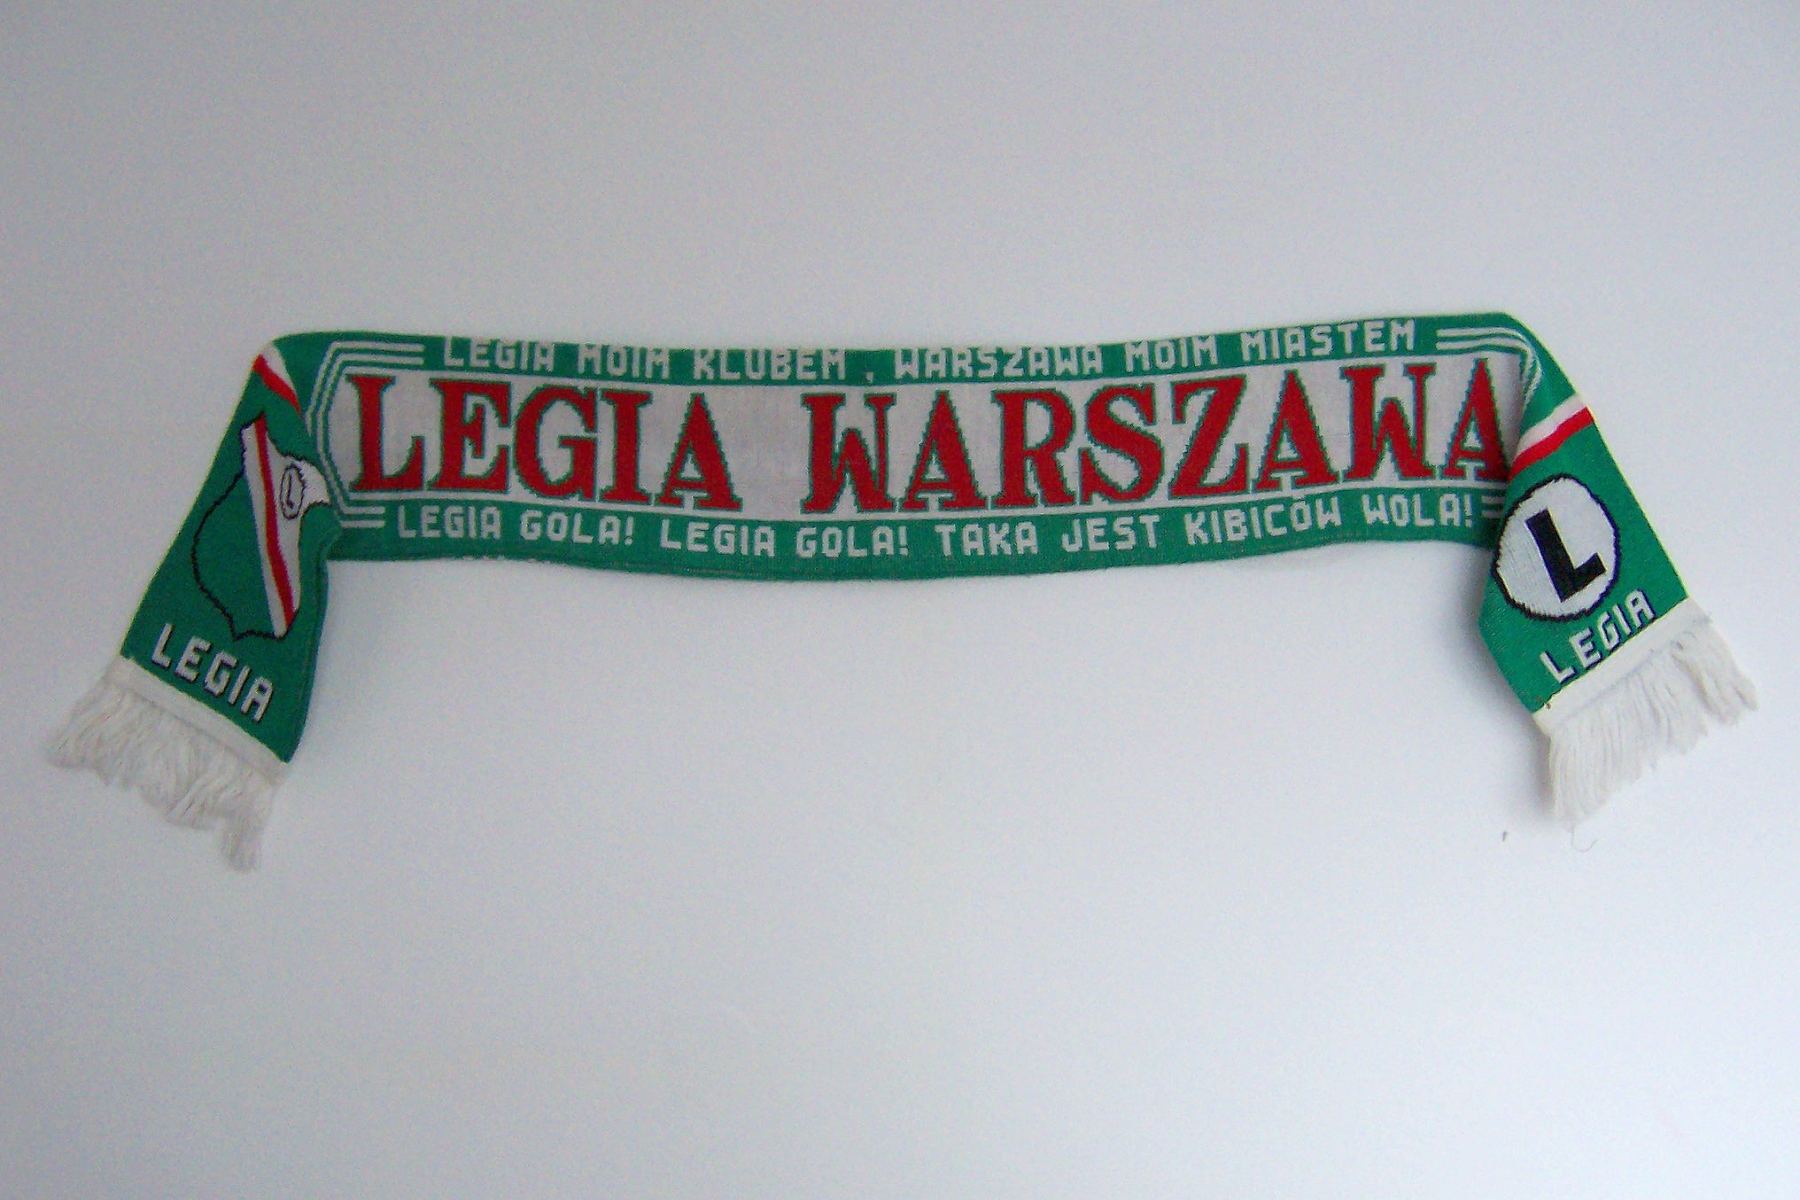 LEGIA MOIM KLUBEM , WARSZAWA MOIM MIASTEM
LEGIA WARSZAWA
LEGIA GOLA! LEGIA GOLA! TAKA JEST KIBICÓW WOLA!
L
LEGIA
L
LEGIA